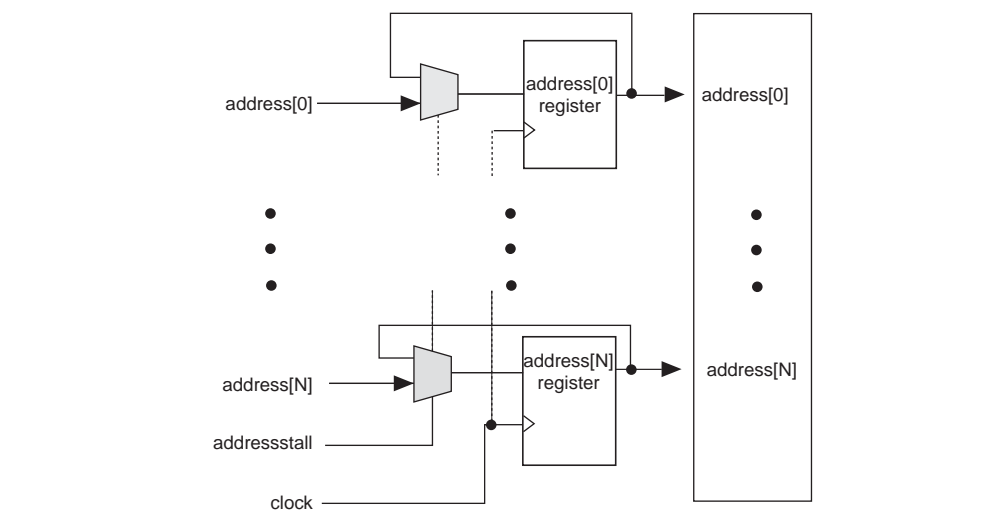 address[0]
address[0]
register
address[0]
address[N]
address[N]
register
address[N]
addressstall
clock